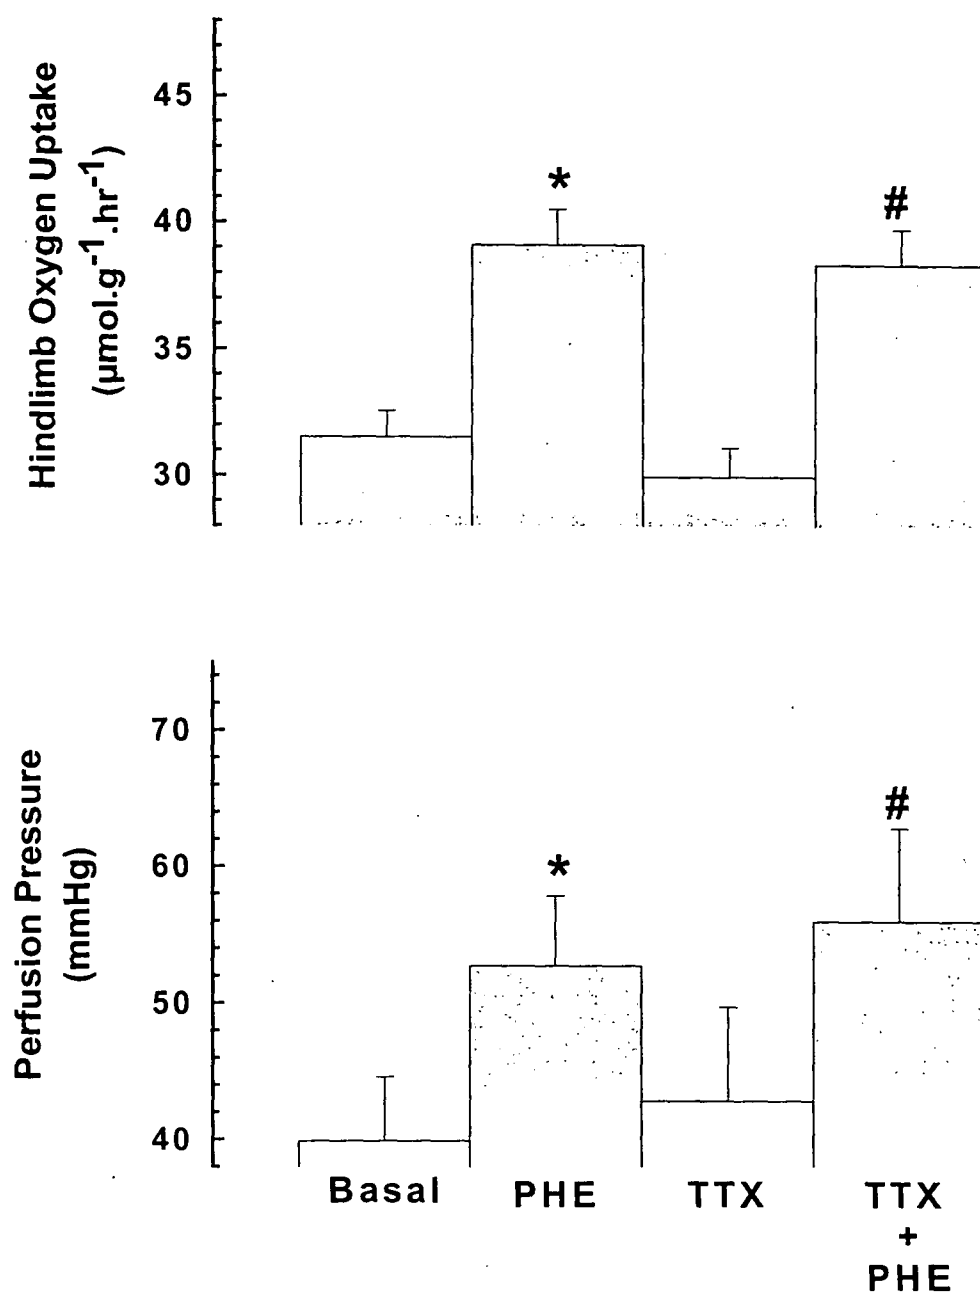 Hindlimb Oxygen Uptake
(µmol.g⁻¹.hr⁻¹)
45
40
35
30
*
#
Perfusion Pressure
(mmHg)
70
60
50
40
*
#
Basal PHE TTX TTX
+
PHE